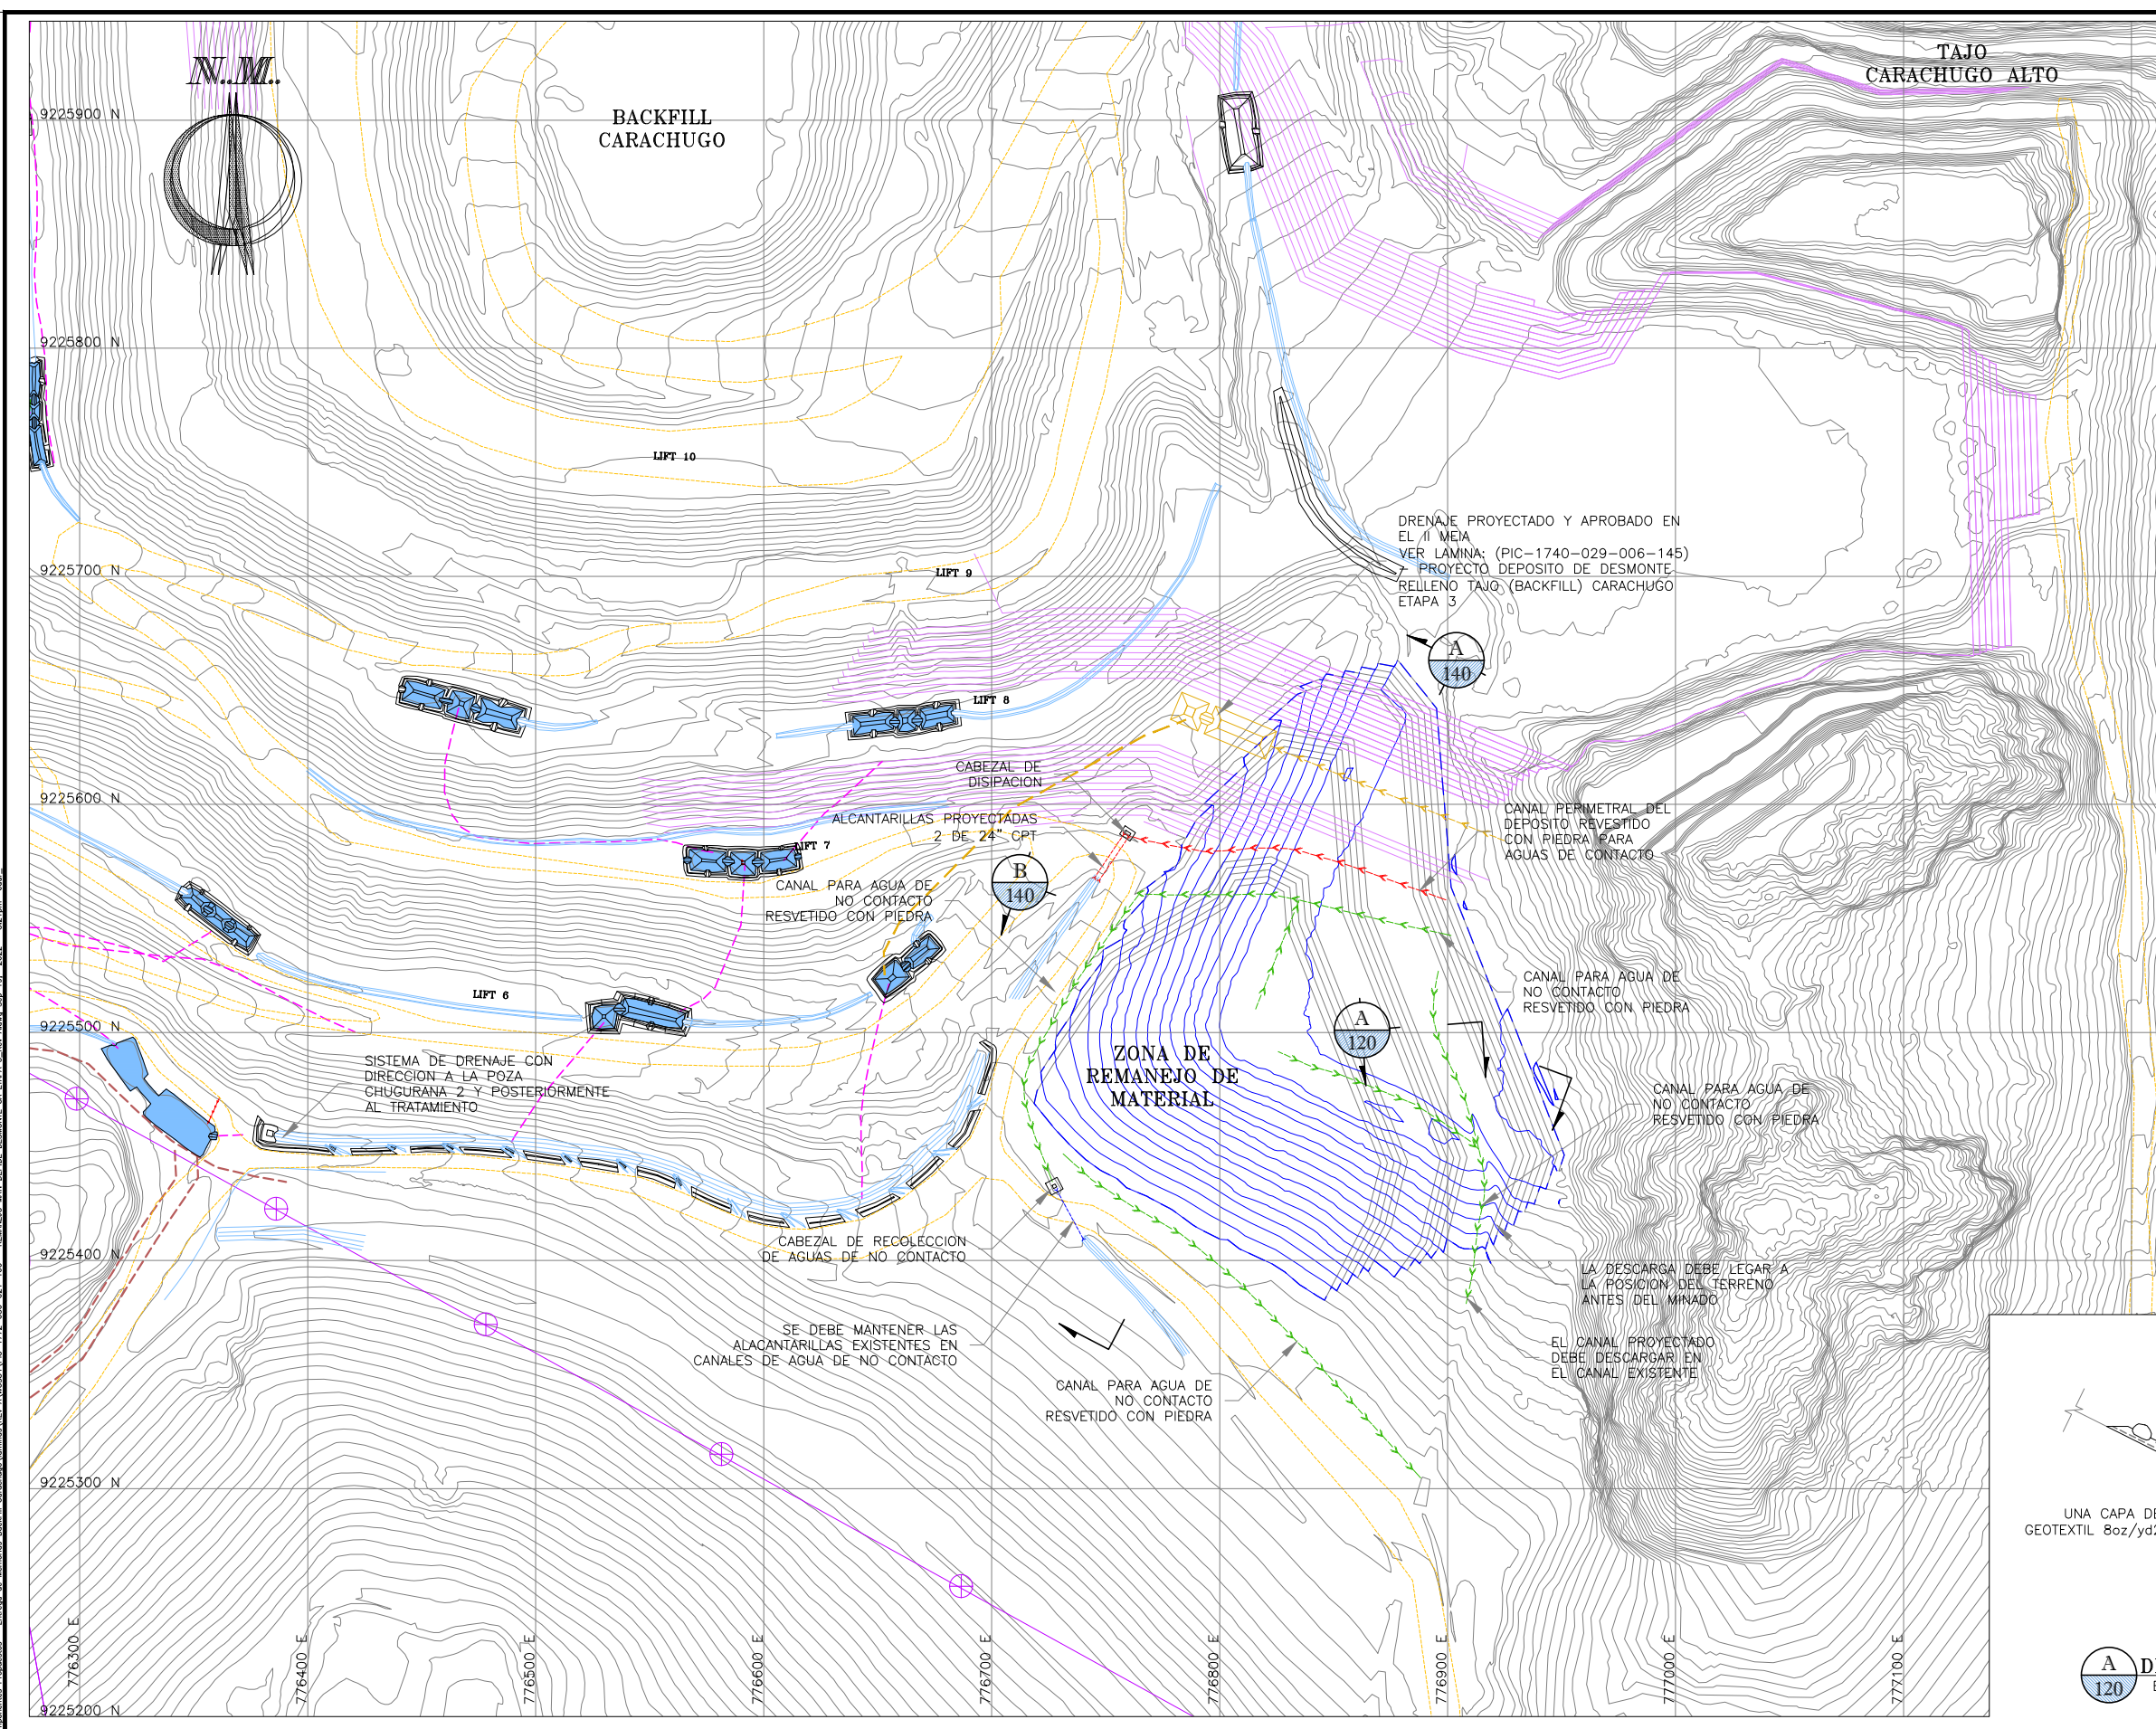 N.M.
BACKFILL
CARACHUGO
TAJO
CARACHUGO ALTO
9225900 N
9225800 N
LIFT 10
DRENAJE PROYECTADO Y APROBADO EN
EL II MEIA
VER LAMINA: (PIC-1740-029-006-145)
PROYECTO DEPOSITO DE DESMONTE
RELLENO TAJO (BACKFILL) CARACHUGO
ETAPA 3
9225700 N
LIFT 9
A
140
LIFT 8
CABEZAL DE
DISIPACION
9225600 N
ALCANTARILLAS PROYECTADAS
2 DE 24" CPT
CANAL PERIMETRAL DEL
DEPOSITO REVESTIDO
CON PIEDRA PARA
AGUAS DE CONTACTO
LIFT 7
B
140
CANAL PARA AGUA DE
NO CONTACTO
RESVETIDO CON PIEDRA
CANAL PARA AGUA DE
NO CONTACTO
RESVETIDO CON PIEDRA
LIFT 6
9225500 N
A
120
ZONA DE
REMANEJO DE
MATERIAL
SISTEMA DE DRENAJE CON
DIRECCION A LA POZA
CHUGURANA 2 Y POSTERIORMENTE
AL TRATAMIENTO
CANAL PARA AGUA DE
NO CONTACTO
RESVETIDO CON PIEDRA
CABEZAL DE RECOLECCION
DE AGUAS DE NO CONTACTO
9225400 N
LA DESCARGA DEBE LEGAR A
LA POSICION DEL TERRENO
ANTES DEL MINADO
SE DEBE MANTENER LAS
ALACANTARILLAS EXISTENTES EN
CANALES DE AGUA DE NO CONTACTO
EL CANAL PROYECTADO
DEBE DESCARGAR EN
EL CANAL EXISTENTE
CANAL PARA AGUA DE
NO CONTACTO
RESVETIDO CON PIEDRA
9225300 N
UNA CAPA DE
GEOTEXTIL 8oz/yd2
776300 E
776400 E
776500 E
776600 E
776700 E
776800 E
776900 E
777000 E
777100 E
A
120
9225200 N